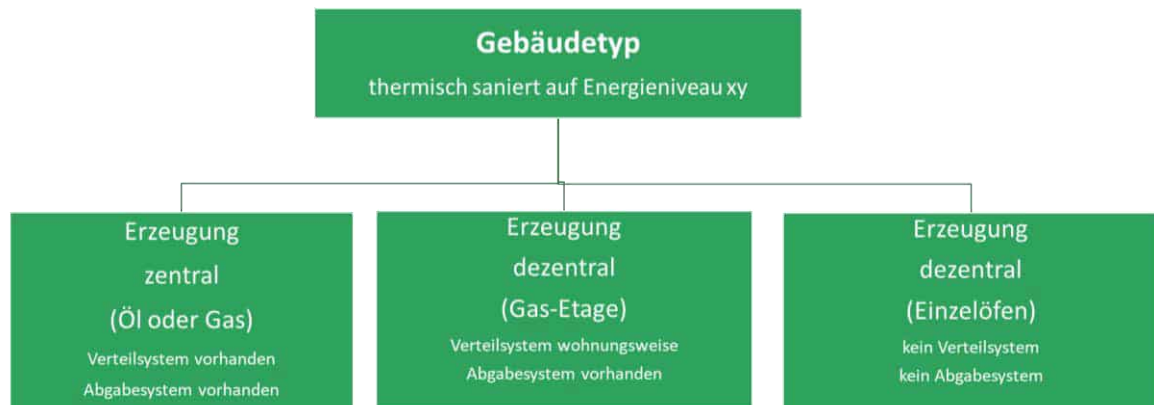 Gebäudetyp
thermisch saniert auf Energieniveau xy
Erzeugung
zentral
(Öl oder Gas)
Verteilsystem vorhanden
Abgabesystem vorhanden
Erzeugung
dezentral
(Gas-Etage)
Verteilsystem wohnungsweise
Abgabesystem vorhanden
Erzeugung
dezentral
(Einzelöfen)
kein Verteilsystem
kein Abgabesystem